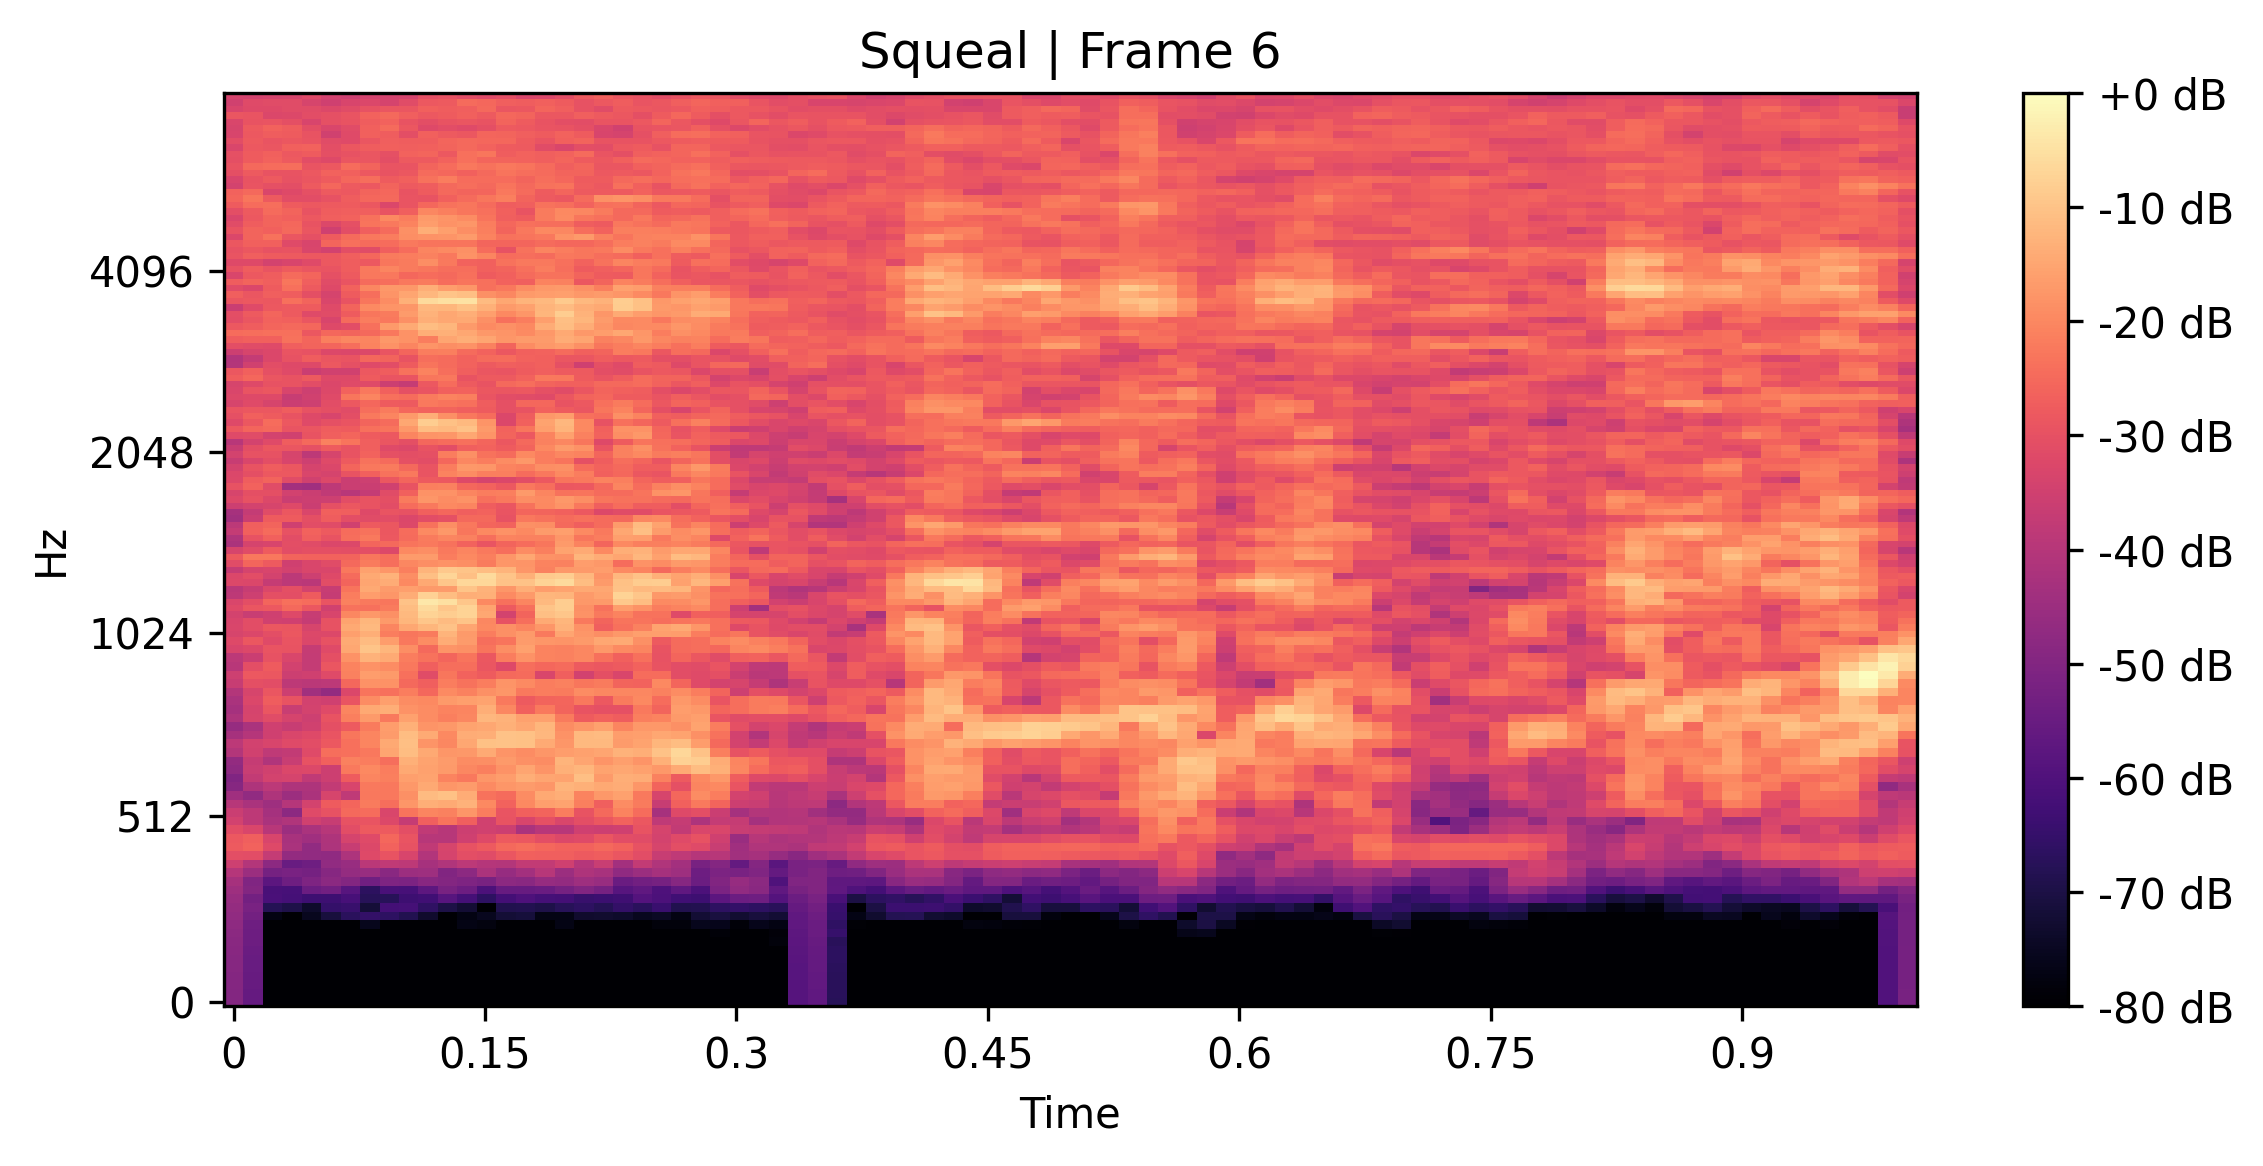 Squeal | Frame 6
+0 dB
-10 dB
-20 dB
-30 dB
-40 dB
-50 dB
-60 dB
-70 dB
-80 dB
4096
2048
1024
512
0
Hz
0 0.15 0.3 0.45 0.6 0.75 0.9
Time